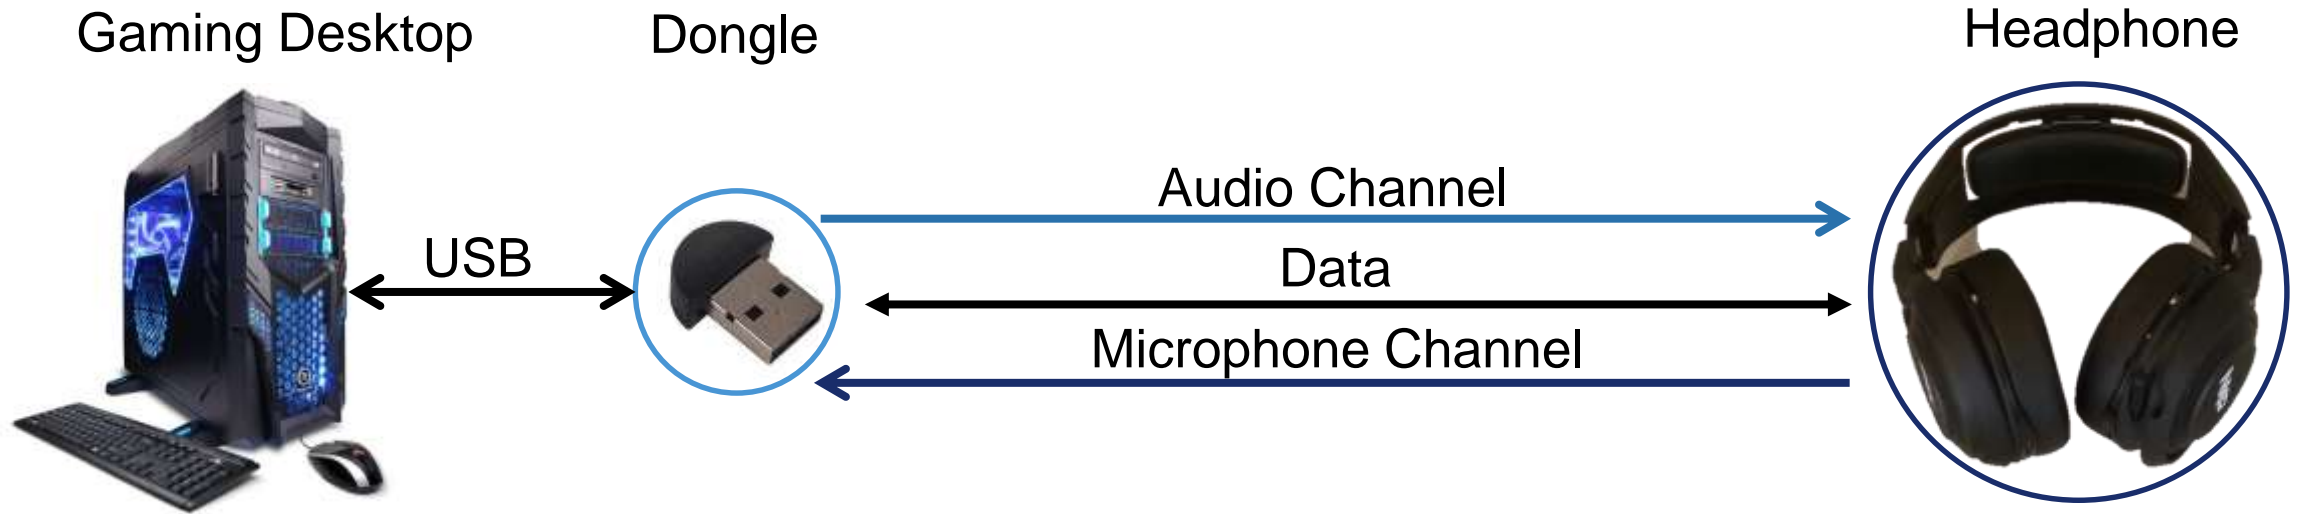 Gaming Desktop
Dongle
Headphone
Audio Channel
USB
Data
Microphone Channel